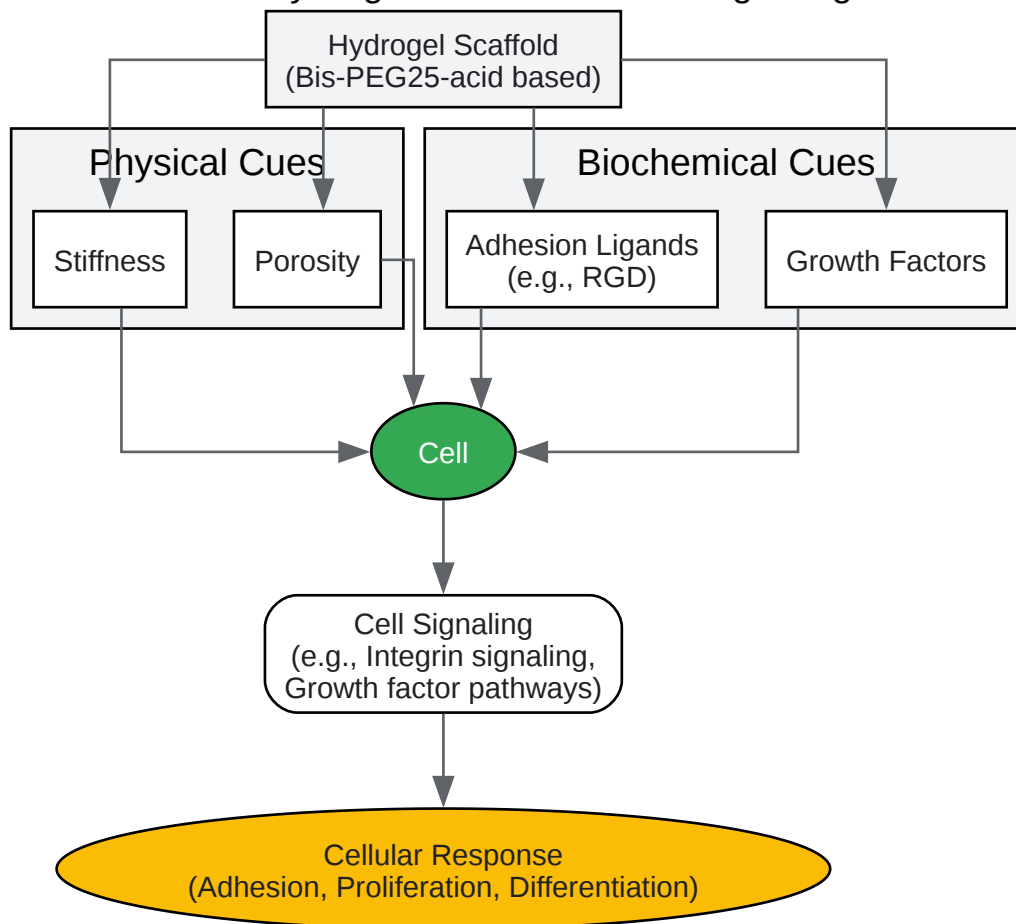 Hydrogel Scaffold
(Bis-PEG25-acid based)
Physical Cues
Biochemical Cues
Stiffness
Porosity
Adhesion Ligands
(e.g., RGD)
Growth Factors
Cell
Cell Signaling
(e.g., Integrin signaling,
Growth factor pathways)
Cellular Response
(Adhesion, Proliferation, Differentiation)